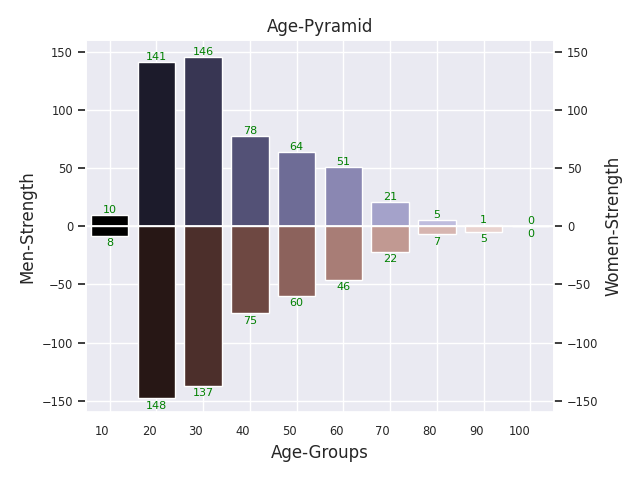 Age-Pyramid
150 141 146 150
100 100
78
64
50 51 50
10 21 5 1 0
0 0
8 22 7 5 0
−50 60 46 −50
75
−100 −100
−150 148 137 −150
10 20 30 40 50 60 70 80 90 100
Age-Groups
Men-Strength
Women-Strength